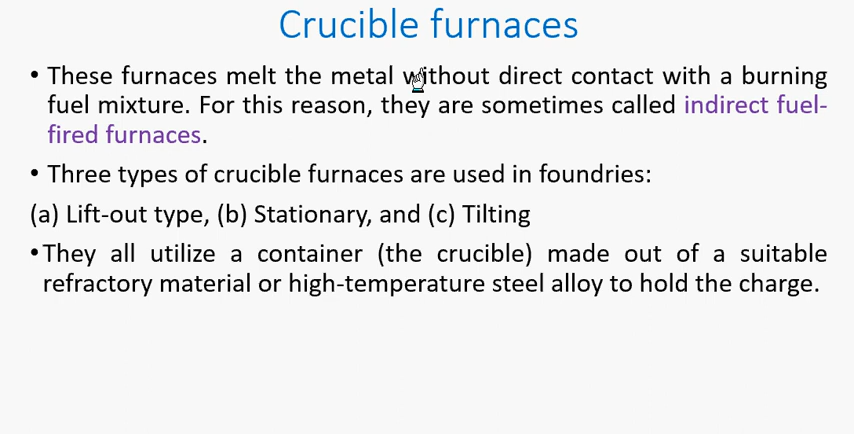 Crucible furnaces
• These furnaces melt the metal without direct contact with a burning
fuel mixture. For this reason, they are sometimes called indirect fuel-
fired furnaces.
• Three types of crucible furnaces are used in foundries:
(a) Lift-out type, (b) Stationary, and (c) Tilting
• They all utilize a container (the crucible) made out of a suitable
refractory material or high-temperature steel alloy to hold the charge.